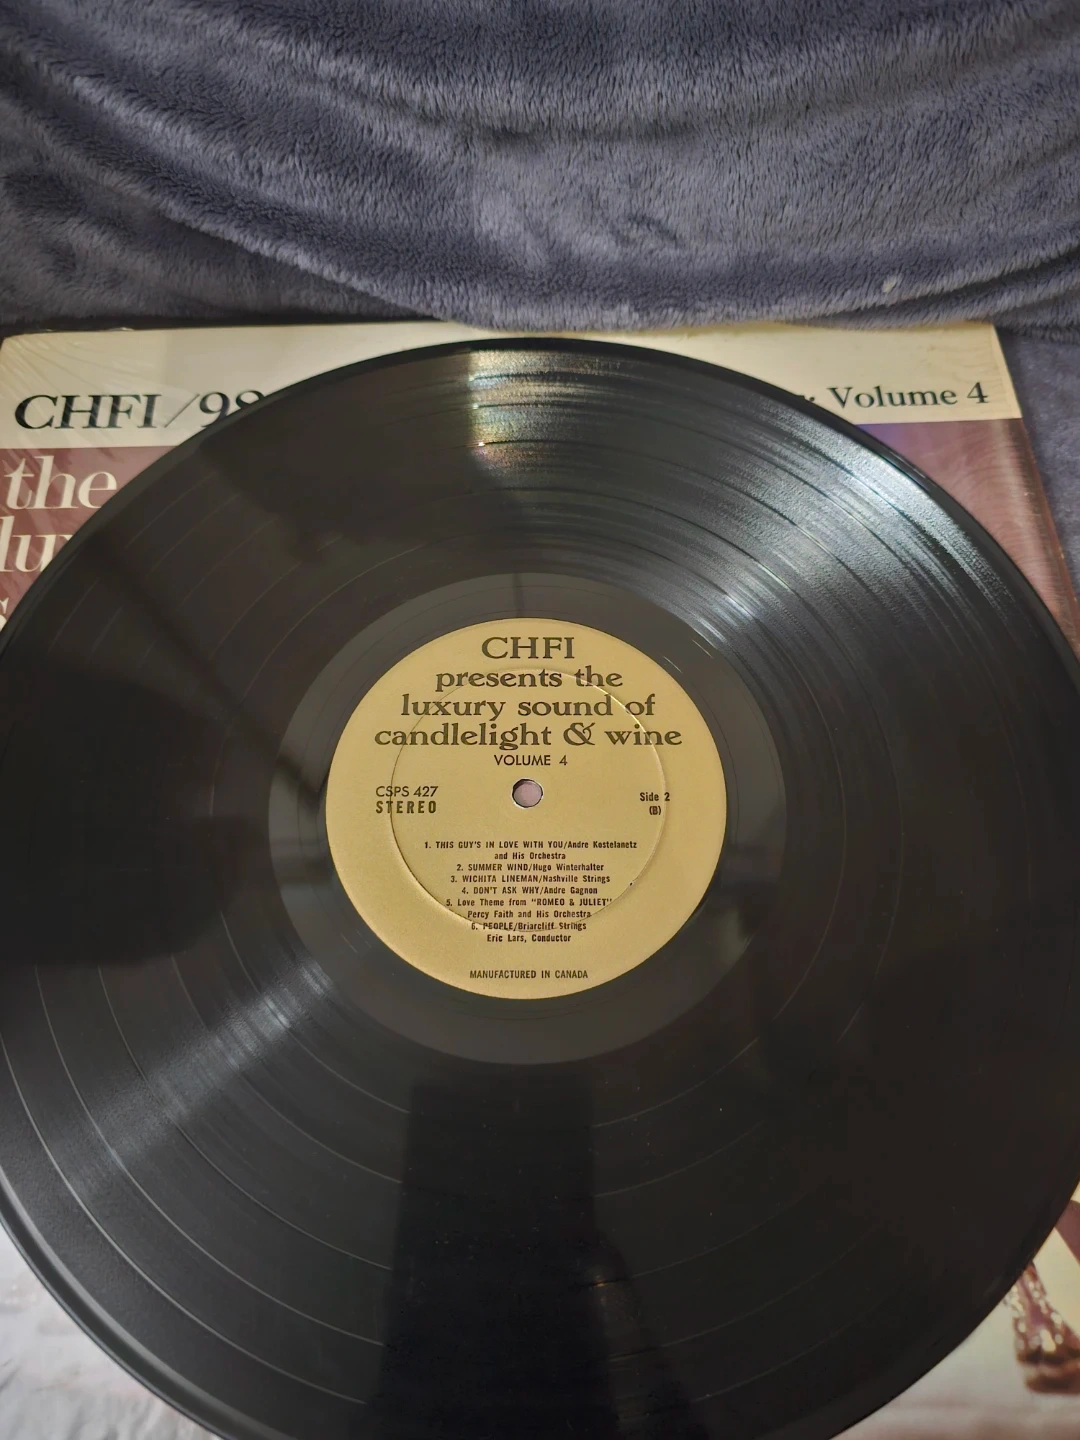 CHFI/98
Volume 4
the
CHFI
presents the
luxury sound of
candlelight & wine
VOLUME 4
CSPS 427
STEREO
Side 2
(B)
1. THIS GUY'S IN LOVE WITH YOU/Andre Kostelanetz
and His Orchestra
2. SUMMER WIND/Hugo Winterhalter
3. WICHITA LINEMAN/Nashville Strings
4. DON'T ASK WHY/Andre Gagnon
5. Love Theme from "ROMEO & JULIET"
Percy Faith and His Orchestra
6. PEOPLE/Briarcliff Strings
Eric Lars, Conductor
MANUFACTURED IN CANADA